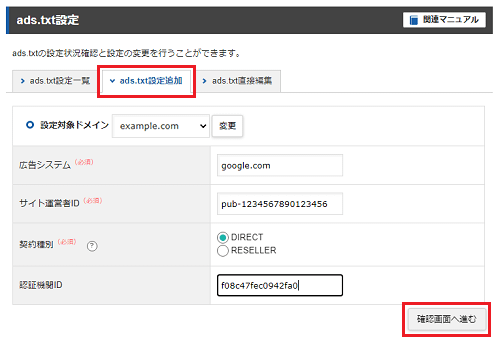 ads.txt設定
関連マニュアル
ads.txtの設定状況確認と設定の変更を行うことができます。
ads.txt設定一覧
ads.txt設定追加
ads.txt直接編集
設定対象ドメイン
example.com
変更
広告システム (必須)
google.com
サイト運営者ID (必須)
pub-1234567890123456
契約種別 (必須) ?
DIRECT
RESELLER
認証機関ID
f08c47fec0942fa0
確認画面へ進む